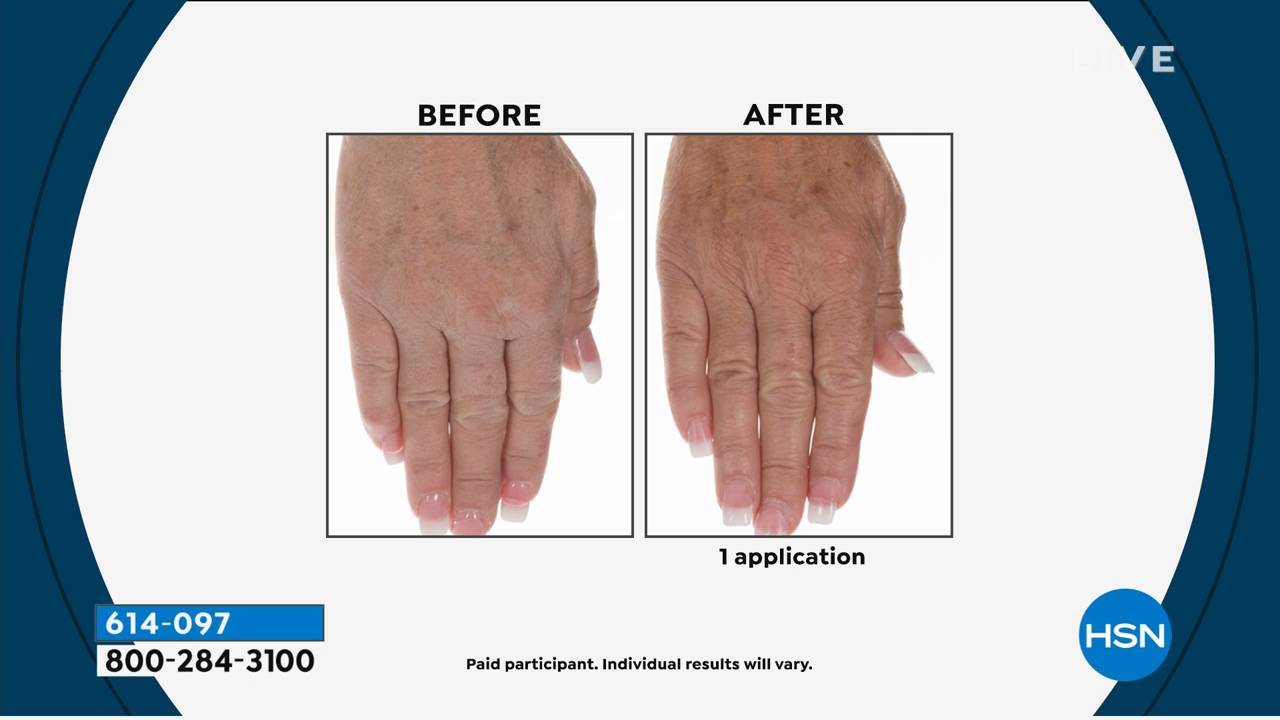 LIVE
BEFORE
AFTER
1 application
614-097
800-284-3100
Paid participant. Individual results will vary.
HSN